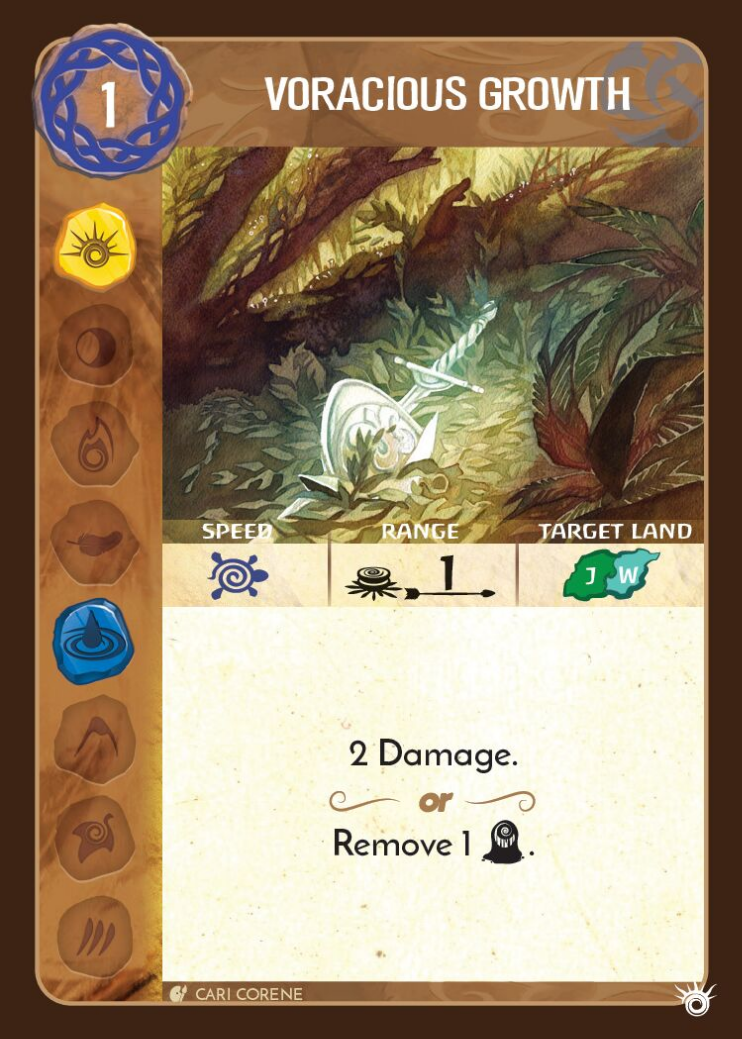 1
VORACIOUS GROWTH
SPEED RANGE TARGET LAND
1 J W
2 Damage.
or
Remove 1 .
CARI CORENE